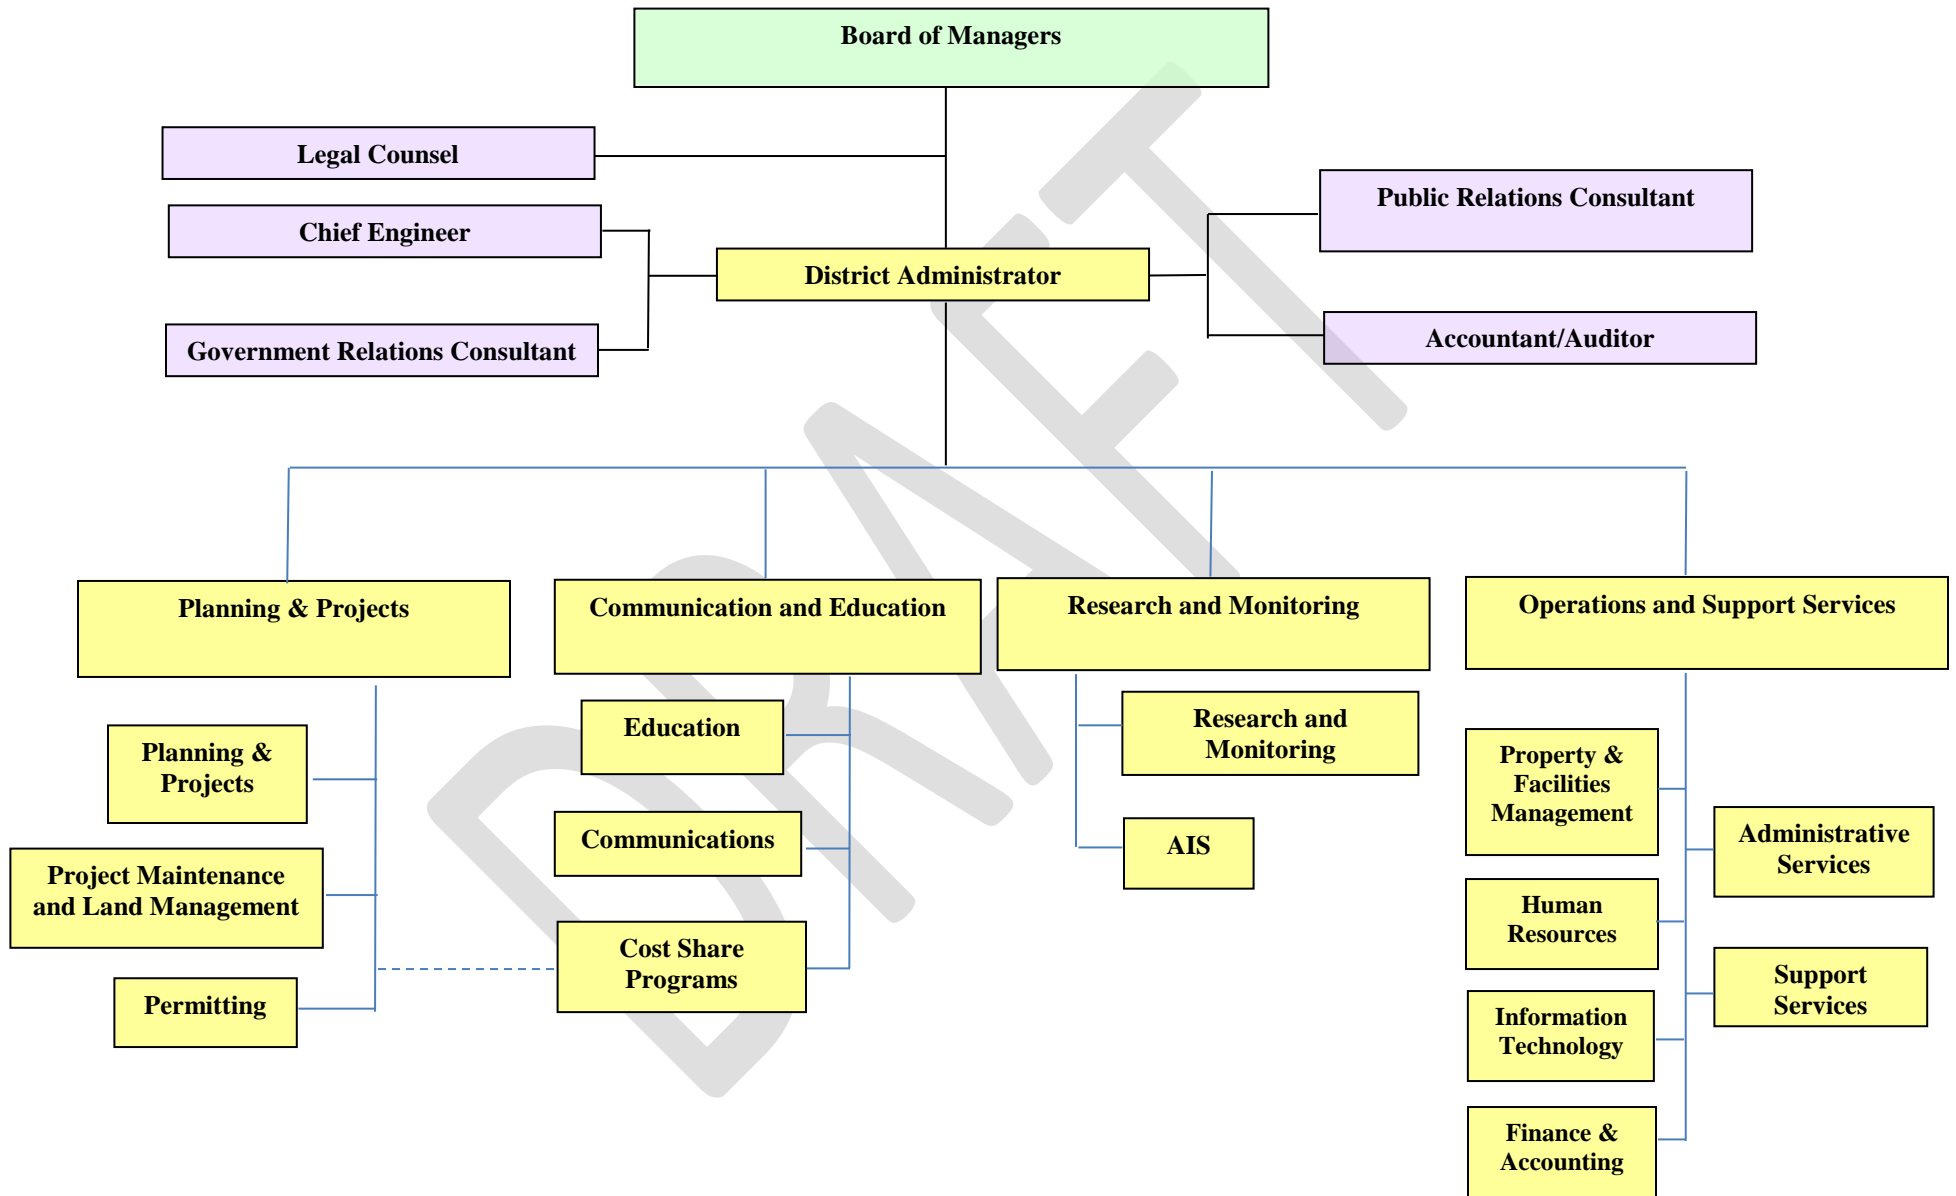 Board of Managers
Legal Counsel
Public Relations Consultant
Chief Engineer
District Administrator
Government Relations Consultant
Accountant/Auditor
DRAFT
Planning & Projects
Communication and Education
Research and Monitoring
Operations and Support Services
Planning &
Projects
Project Maintenance
and Land Management
Permitting
Education
Communications
Cost Share
Programs
Research and
Monitoring
AIS
Property &
Facilities
Management
Human
Resources
Information
Technology
Finance &
Accounting
Administrative
Services
Support
Services